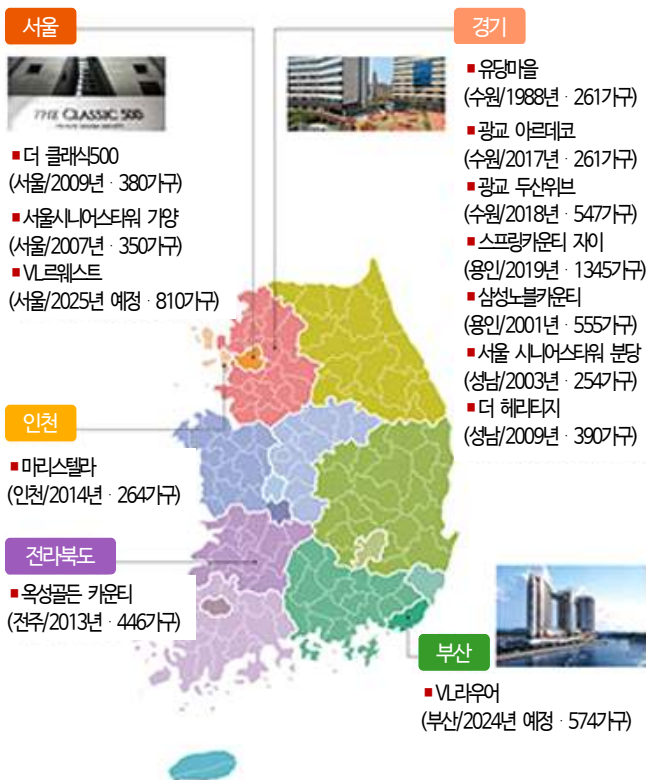 서울
THE CLASSIC 500
■ 더 클래식500
(서울/2009년 · 380가구)
■ 서울시니어스타워 가양
(서울/2007년 · 350가구)
■ VL르웨스트
(서울/2025년 예정 · 810가구)
경기
■ 유당마을
(수원/1988년 · 261가구)
■ 광교 아르데코
(수원/2017년 · 261가구)
■ 광교 두산위브
(수원/2018년 · 547가구)
■ 스프링카운티 자이
(용인/2019년 · 1345가구)
■ 삼성노블카운티
(용인/2001년 · 555가구)
■ 서울 시니어스타워 분당
(성남/2003년 · 254가구)
■ 더 헤리티지
(성남/2009년 · 390가구)
인천
■ 마리스텔라
(인천/2014년 · 264가구)
전라북도
■ 옥성골든 카운티
(전주/2013년 · 446가구)
부산
■ VL라우어
(부산/2024년 예정 · 574가구)